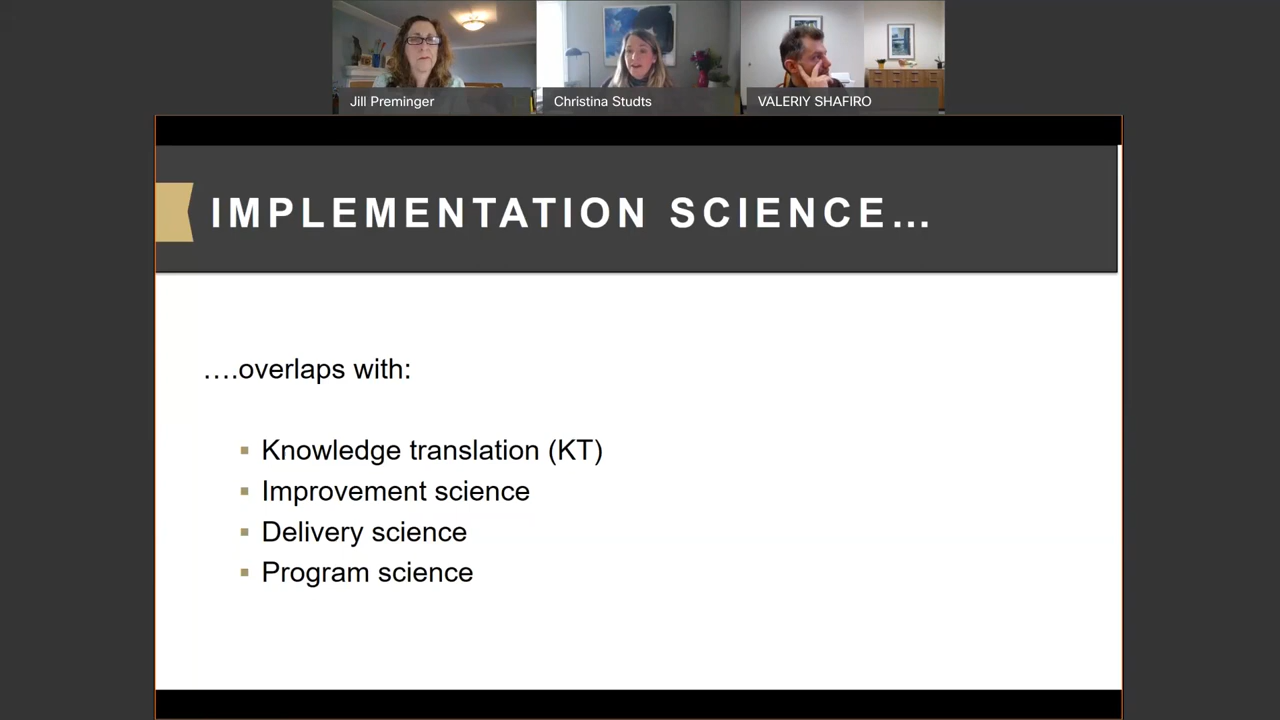 Jill Preminger
Christina Studts
VALERIY SHAFIRO
IMPLEMENTATION SCIENCE...
....overlaps with:
▪ Knowledge translation (KT)
▪ Improvement science
▪ Delivery science
▪ Program science